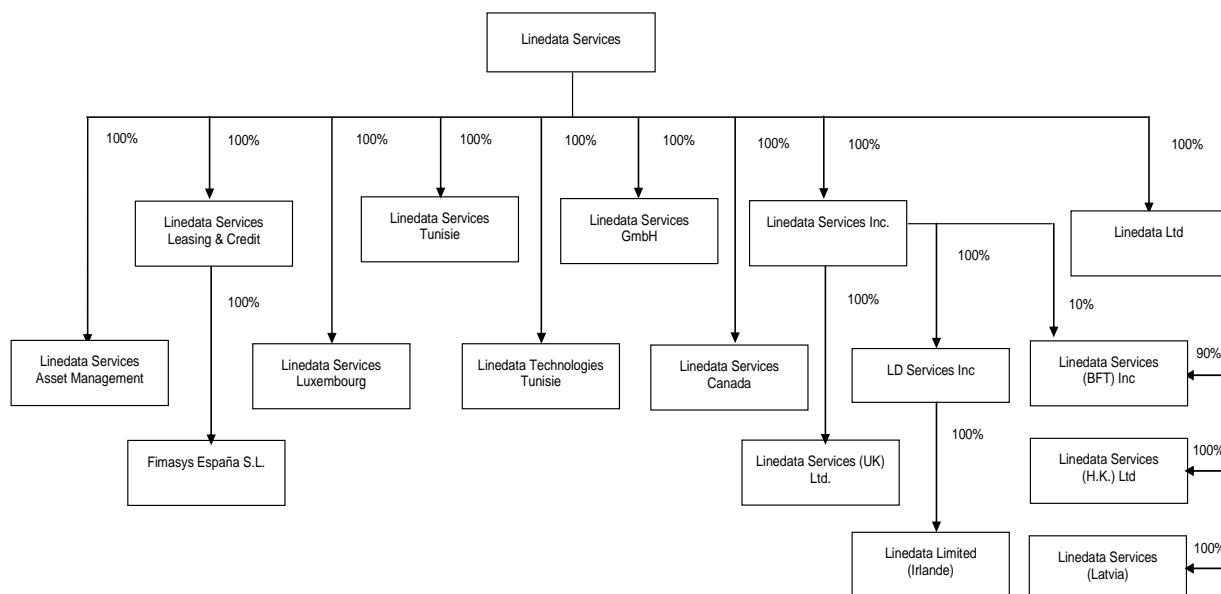 Linedata Services
100%
100%
100%
100%
100%
100%
100%
100%
100%
Linedata Services
Leasing & Credit
Linedata Services
Tunisie
Linedata Services
GmbH
Linedata Services Inc.
Linedata Ltd
100%
100%
100%
10%
Linedata Services
Asset Management
Linedata Services
Luxembourg
Linedata Technologies
Tunisie
Linedata Services
Canada
LD Services Inc
Linedata Services
(BFT) Inc
90%
100%
Fimasys España S.L.
Linedata Services (UK)
Ltd.
Linedata Services
(H.K.) Ltd
100%
Linedata Limited
(Irlande)
Linedata Services
(Latvia)
100%